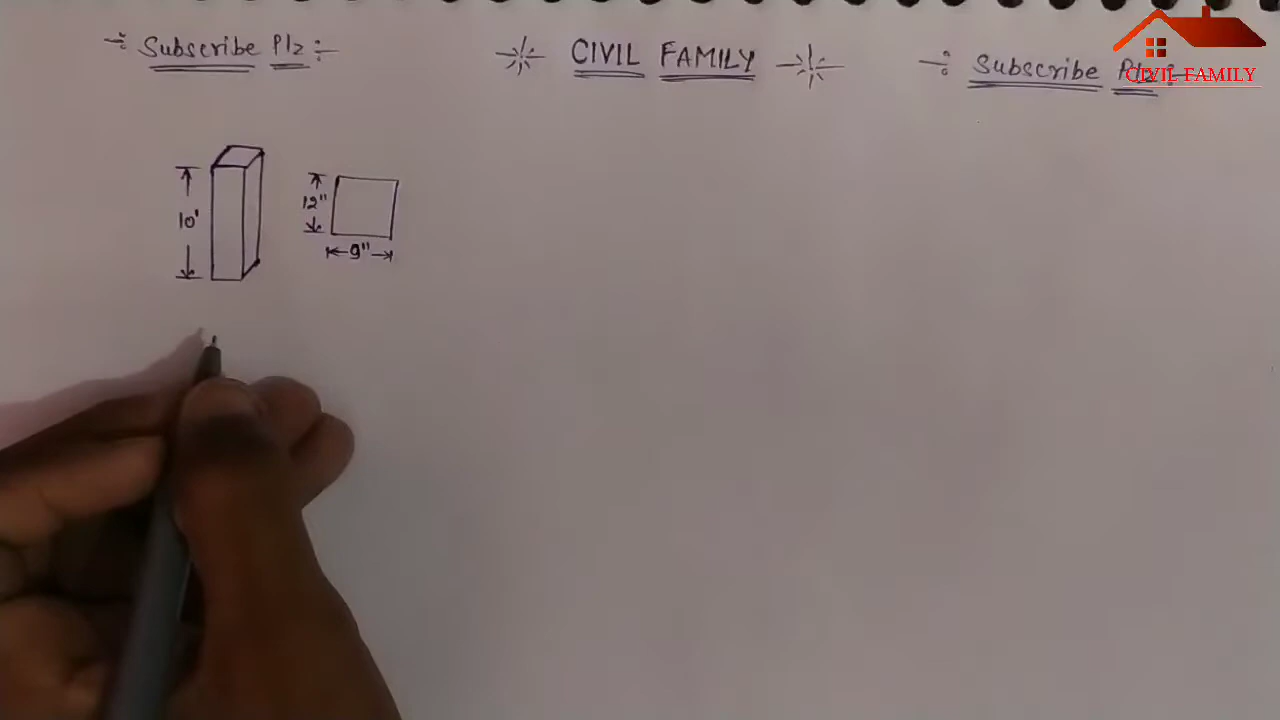 Subscribe Plz :-
CIVIL FAMILY
Subscribe Plz :-
CIVIL FAMILY
10'
12"
9"